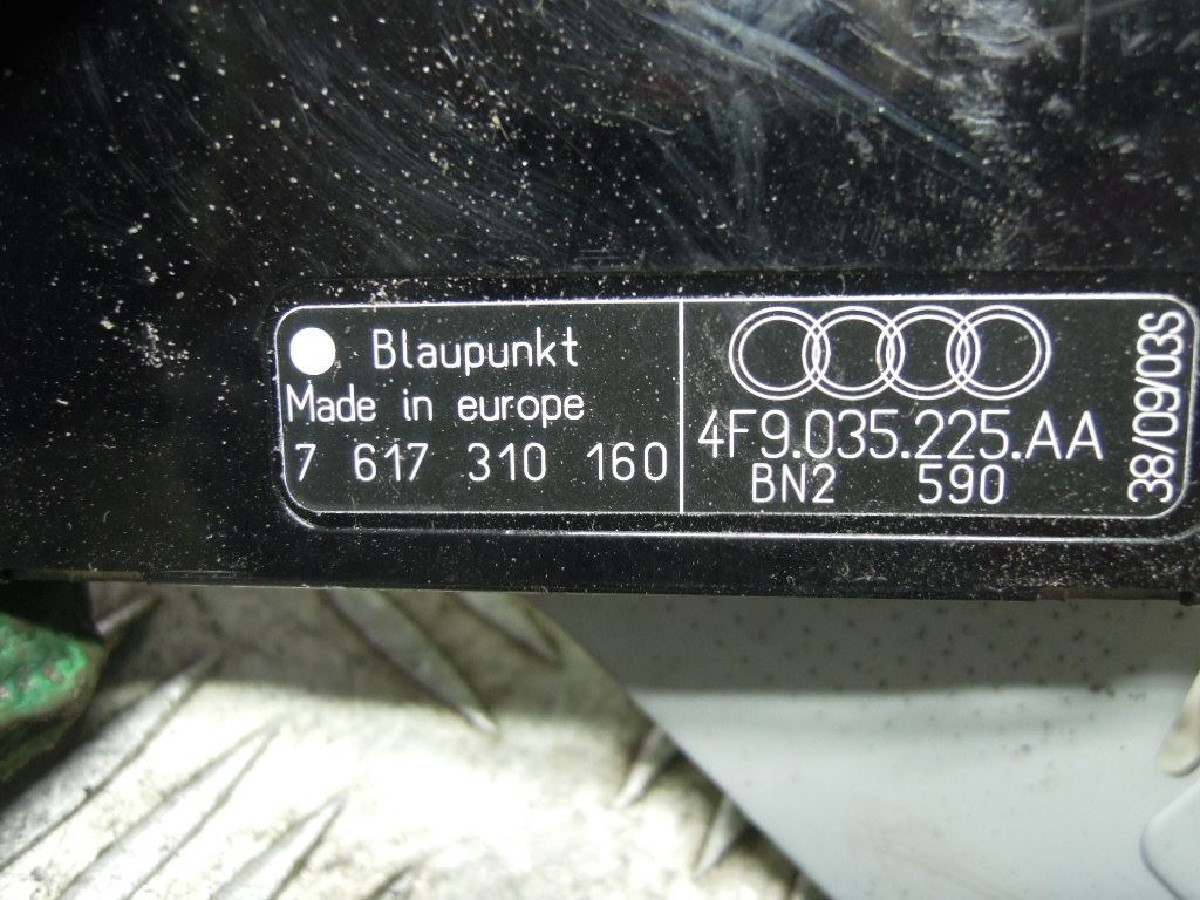 Blaupunkt
Made in europe
7 617 310 160
4F9.035.225.AA
BN2 590
38/09/03S